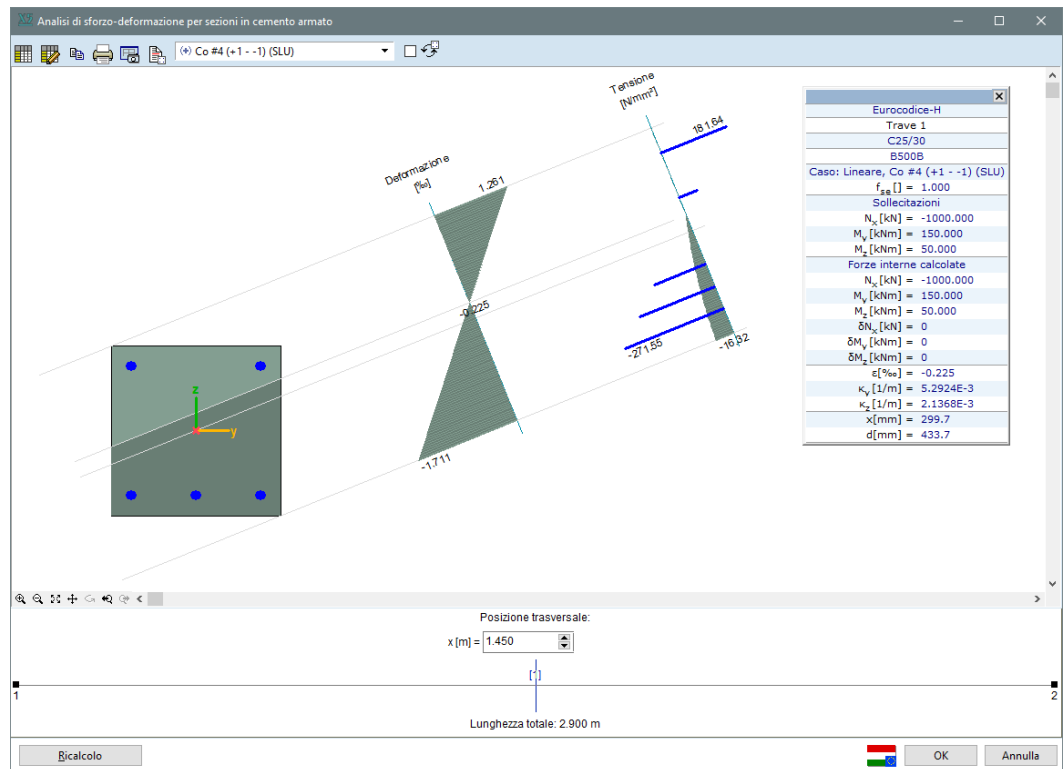 Analisi di sforzo-deformazione per sezioni in cemento armato
(+) Co #4 (+1 - -1) (SLU)
Tensione
[N/mm²]
181.64
Deformazione
[‰]
1.261
-0.225
-271.55
-16.32
-1.711
z
y
Eurocodice-H
Trave 1
C25/30
B500B
Caso: Lineare, Co #4 (+1 - -1) (SLU)
fse[] = 1.000
Sollecitazioni
Nx[kN] = -1000.000
My[kNm] = 150.000
Mz[kNm] = 50.000
Forze interne calcolate
Nx[kN] = -1000.000
My[kNm] = 150.000
Mz[kNm] = 50.000
δNx[kN] = 0
δMy[kNm] = 0
δMz[kNm] = 0
ε[‰] = -0.225
κy[1/m] = 5.2924E-3
κz[1/m] = 2.1368E-3
x[mm] = 299.7
d[mm] = 433.7
Posizione trasversale:
x [m] = 1.450
[1]
1
2
Lunghezza totale: 2.900 m
Ricalcolo
OK
Annulla